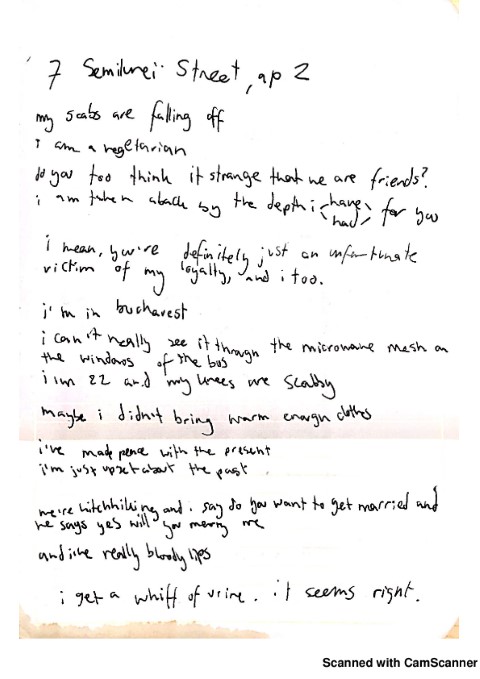 7 Semilunei Street, ap 2
my scabs are falling off
i am a vegetarian
do you too think it strange that we are friends?
i am taken aback by the depth i <have> <had> for you
i mean, you're definitely just an unfortunate
victim of my loyalty, and i too.
i'm in bucharest
i can't really see it through the microwave mesh on
the windows of the bus
i im 22 and my knees are scabby
maybe i didn't bring warm enough clothes
i've made peace with the present
i'm just upset about the past
we're hitchhiking and i say do you want to get married and
he says yes will you marry me
and i've really bloody lips
i get a whiff of urine. it seems right.
Scanned with CamScanner